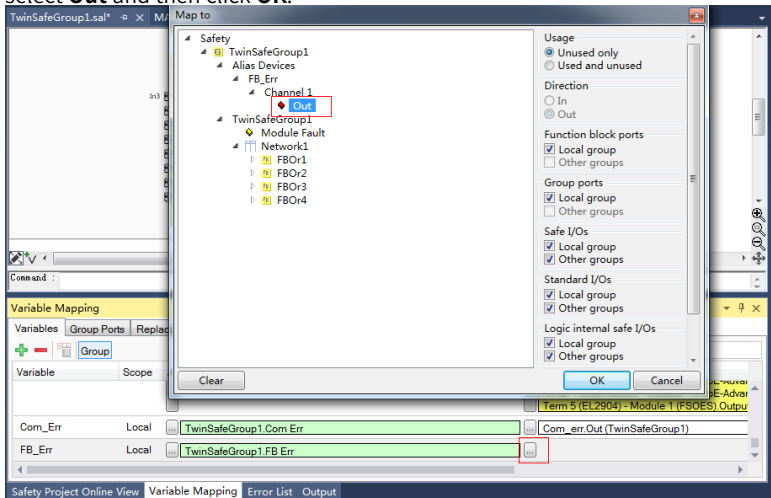 select Out and then click OK.
TwinSafeGroup1.sal*
Map to
Safety
TwinSafeGroup1
Alias Devices
FB_Err
Channel 1
Out
TwinSafeGroup1
Module Fault
Network1
FBOr1
FBOr2
FBOr3
FBOr4
Usage
Unused only
Used and unused
Direction
In
Out
Function block ports
Local group
Other groups
Group ports
Local group
Other groups
Safe I/Os
Local group
Other groups
Standard I/Os
Local group
Other groups
Logic internal safe I/Os
Local group
Other groups
Clear
OK
Cancel
In3
Command :
Variable Mapping
Variables
Group Ports
Replac
Group
Variable
Scope
Term 5 (EL2904) - Module 1 (FSOES).Outpu
Com_Err
Local
TwinSafeGroup1.Com Err
Com_err.Out (TwinSafeGroup1)
FB_Err
Local
TwinSafeGroup1.FB Err
Safety Project Online View
Variable Mapping
Error List
Output